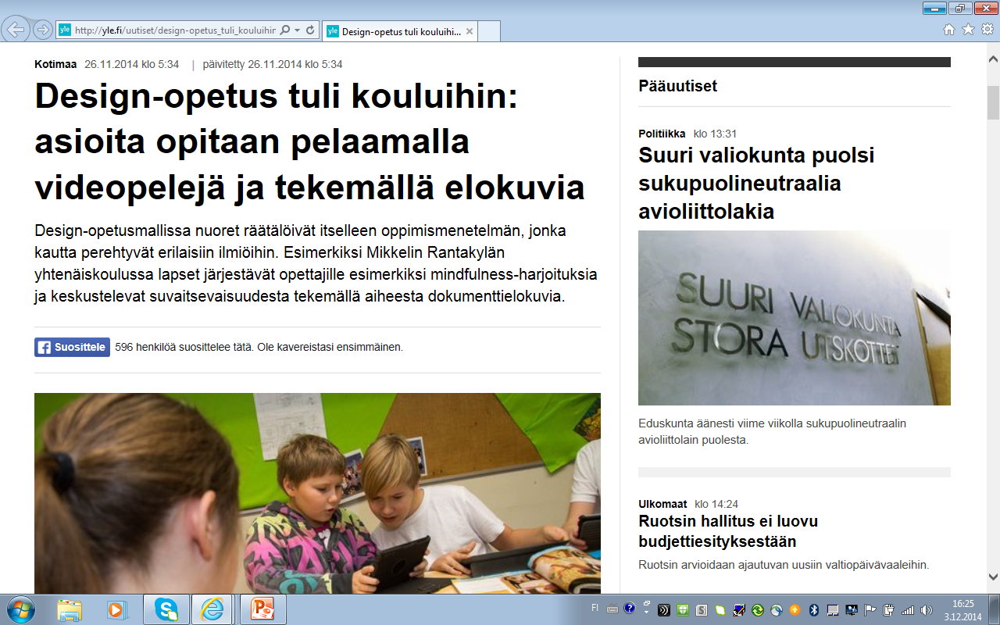 http://yle.fi/uutiset/design-opetus_tuli_kouluihin
yle
Design-opetus tuli kouluihi...
Kotimaa 26.11.2014 klo 5:34 | päivitetty 26.11.2014 klo 5:34
Design-opetus tuli kouluihin:
asioita opitaan pelaamalla
videopelejä ja tekemällä elokuvia
Design-opetusmallissa nuoret räätälöivät itselleen oppimismenetelmän, jonka
kautta perehtyvät erilaisiin ilmiöihin. Esimerkiksi Mikkelin Rantakylän
yhtenäiskoulussa lapset järjestävät opettajille esimerkiksi mindfulness-harjoituksia
ja keskustelevat suvaitsevaisuudesta tekemällä aiheesta dokumenttielokuvia.
Suosittele 596 henkilöä suosittelee tätä. Ole kavereistasi ensimmäinen.
Pääuutiset
Politiikka klo 13:31
Suuri valiokunta puolsi
sukupuolineutraalia
avioliittolakia
SUURI VALIOKUNTA
STORA UTSKOTTET
Eduskunta äänesti viime viikolla sukupuolineutraalin
avioliittolain puolesta.
Ulkomaat klo 14:24
Ruotsin hallitus ei luovu
budjettiesityksestään
Ruotsin arvioidaan ajautuvan uusiin valtiopäivävaaleihin.
FI
16:25
3.12.2014